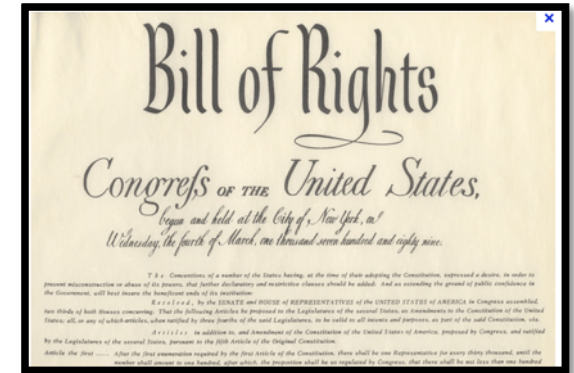 Bill of Rights
Congreſs OF THE United States,
begun and held at the City of New York, on
Wednesday, the fourth of March, one thousand seven hundred and eighty nine.
The Conventions of a number of the States having, at the time of their adopting the Constitution, expressed a desire, in order to
prevent misconstruction or abuse of its powers, that further declaratory and restrictive clauses should be added: And as extending the ground of public confidence in
the Government, will best insure the beneficent ends of its institution:
Resolved, by the SENATE and HOUSE OF REPRESENTATIVES of the UNITED STATES of AMERICA in Congress assembled,
two thirds of both Houses concurring. That the following Articles be proposed to the Legislatures of the several States, as Amendments to the Constitution of the United
States; all, or any of which articles, when ratified by three fourths of the said Legislatures, to be valid to all intents and purposes, as part of the said Constitution, viz.
Articles in addition to, and Amendment of the Constitution of the United States of America, proposed by Congress, and ratified
by the Legislatures of the several States, pursuant to the fifth Article of the Original Constitution.
Article the first ..... After the first enumeration required by the first Article of the Constitution, there shall be one Representative for every thirty thousand, until the
number shall amount to one hundred, after which, the proportion shall be so regulated by Congress, that there shall be not less than one hundred